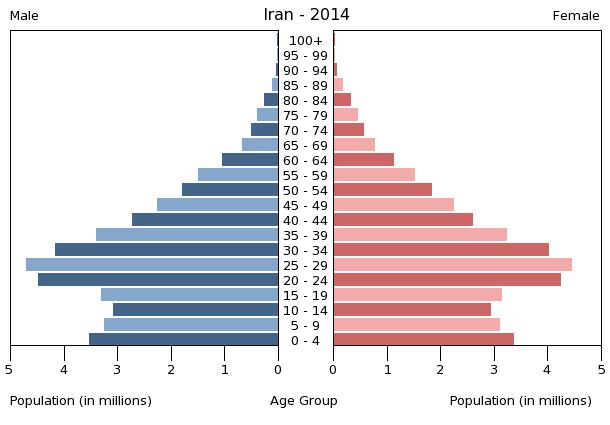 Male Iran - 2014 Female
100+
95 - 99
90 - 94
85 - 89
80 - 84
75 - 79
70 - 74
65 - 69
60 - 64
55 - 59
50 - 54
45 - 49
40 - 44
35 - 39
30 - 34
25 - 29
20 - 24
15 - 19
10 - 14
5 - 9
0 - 4
5 4 3 2 1 0 0 1 2 3 4 5
Population (in millions) Age Group Population (in millions)